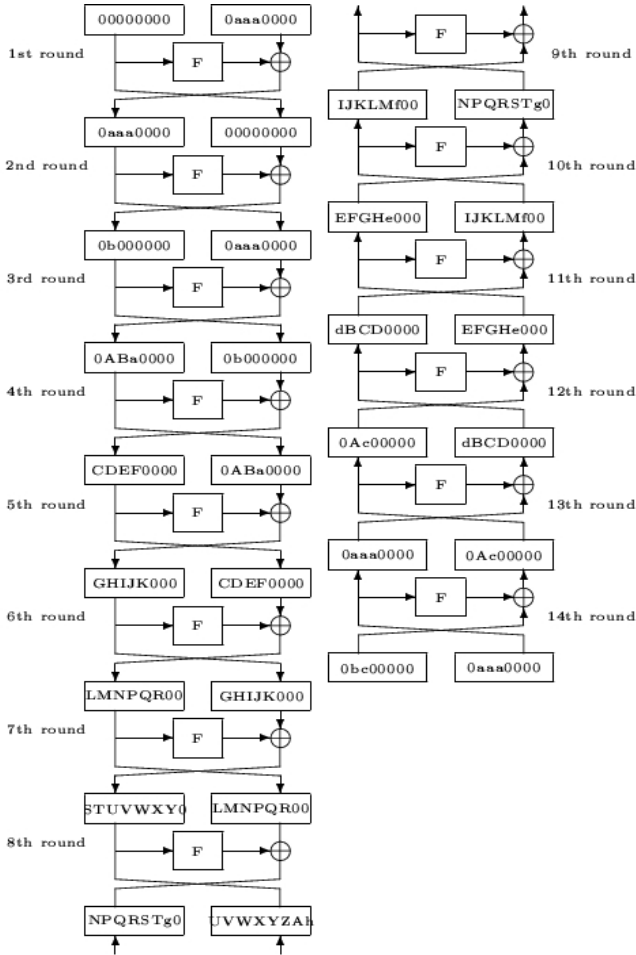 00000000 0aaa0000
1st round F
0aaa0000 00000000
2nd round F
0b000000 0aaa0000
3rd round F
0ABa0000 0b000000
4th round F
CDEF0000 0ABa0000
5th round F
GHIJK000 CDEF0000
6th round F
LMNPQR00 GHIJK000
7th round F
STUVWXY0 LMNPQR00
8th round F
NPQRSTg0 UVWXYZAh
F 9th round
IJKLMf00 NPQRSTg0
F 10th round
EFGHe000 IJKLMf00
F 11th round
dBCD0000 EFGHe000
F 12th round
0Ac00000 dBCD0000
F 13th round
0aaa0000 0Ac00000
F 14th round
0bc00000 0aaa0000